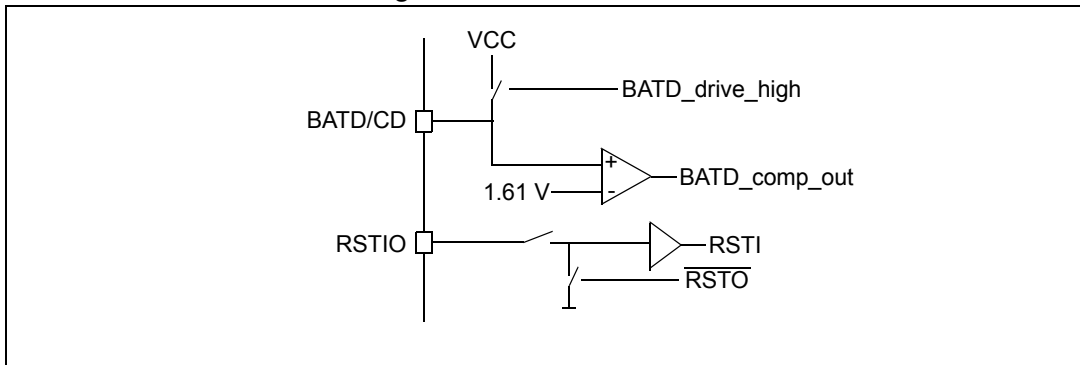 VCC
BATD_drive_high
BATD/CD
+
BATD_comp_out
1.61 V
-
RSTIO
RSTI
RSTO